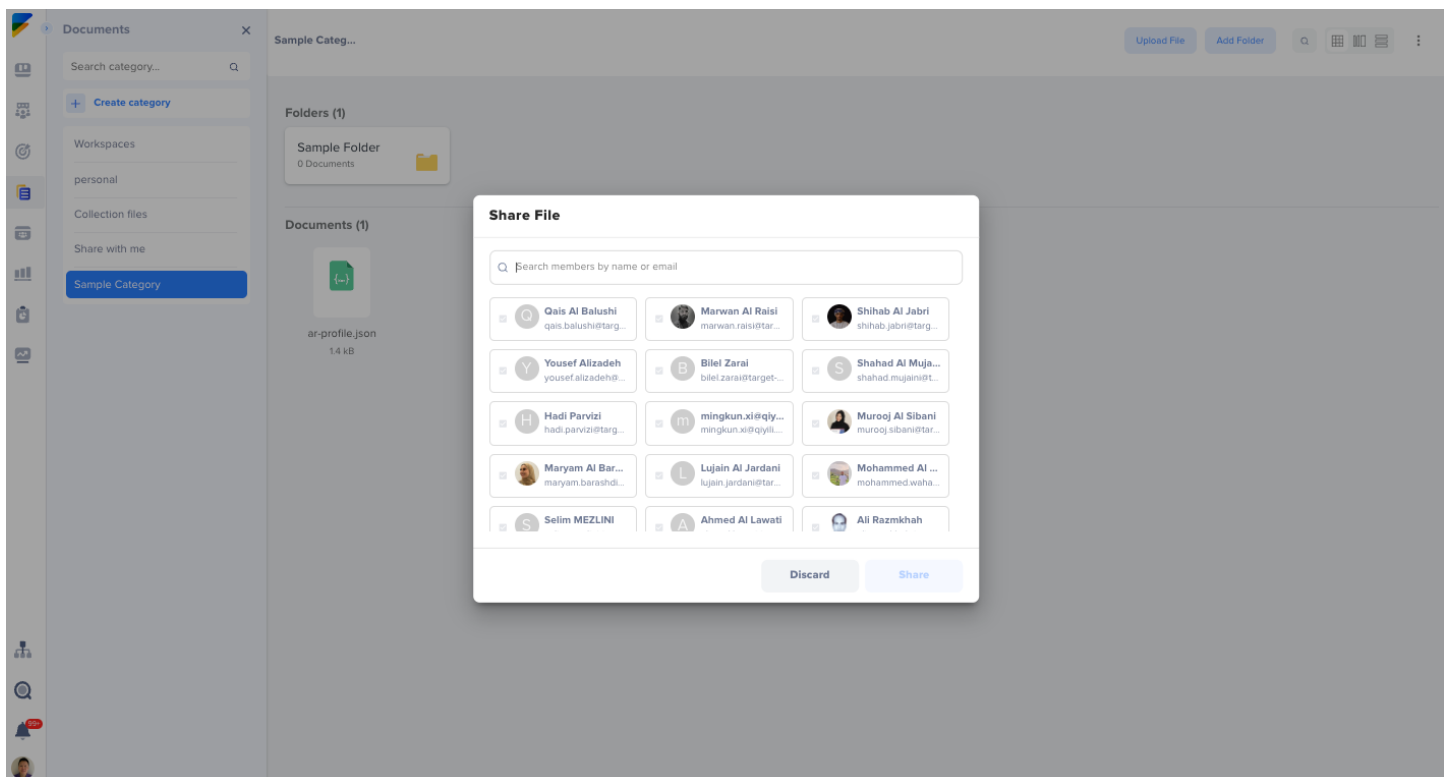 Documents
Search category...
Create category
Workspaces
personal
Collection files
Share with me
Sample Category
99+
Sample Categ...
Upload File
Add Folder
Folders (1)
Sample Folder
0 Documents
Documents (1)
ar-profile.json
1.4 kB
Share File
Search members by name or email
Q
Qais Al Balushi
qais.balushi@targ...
Marwan Al Raisi
marwan.raisi@tar...
Shihab Al Jabri
shihab.jabri@targ...
Y
Yousef Alizadeh
yousef.alizadeh@...
B
Bilel Zarai
bilel.zarai@target-...
S
Shahad Al Muja...
shahad.mujaini@t...
H
Hadi Parvizi
hadi.parvizi@targ...
m
mingkun.xi@qiy...
mingkun.xi@qiyili...
Murooj Al Sibani
murooj.sibani@tar...
Maryam Al Bar...
maryam.barashdi...
L
Lujain Al Jardani
lujain.jardani@tar...
Mohammed Al ...
mohammed.waha...
S
Selim MEZLINI
A
Ahmed Al Lawati
Ali Razmkhah
Discard
Share